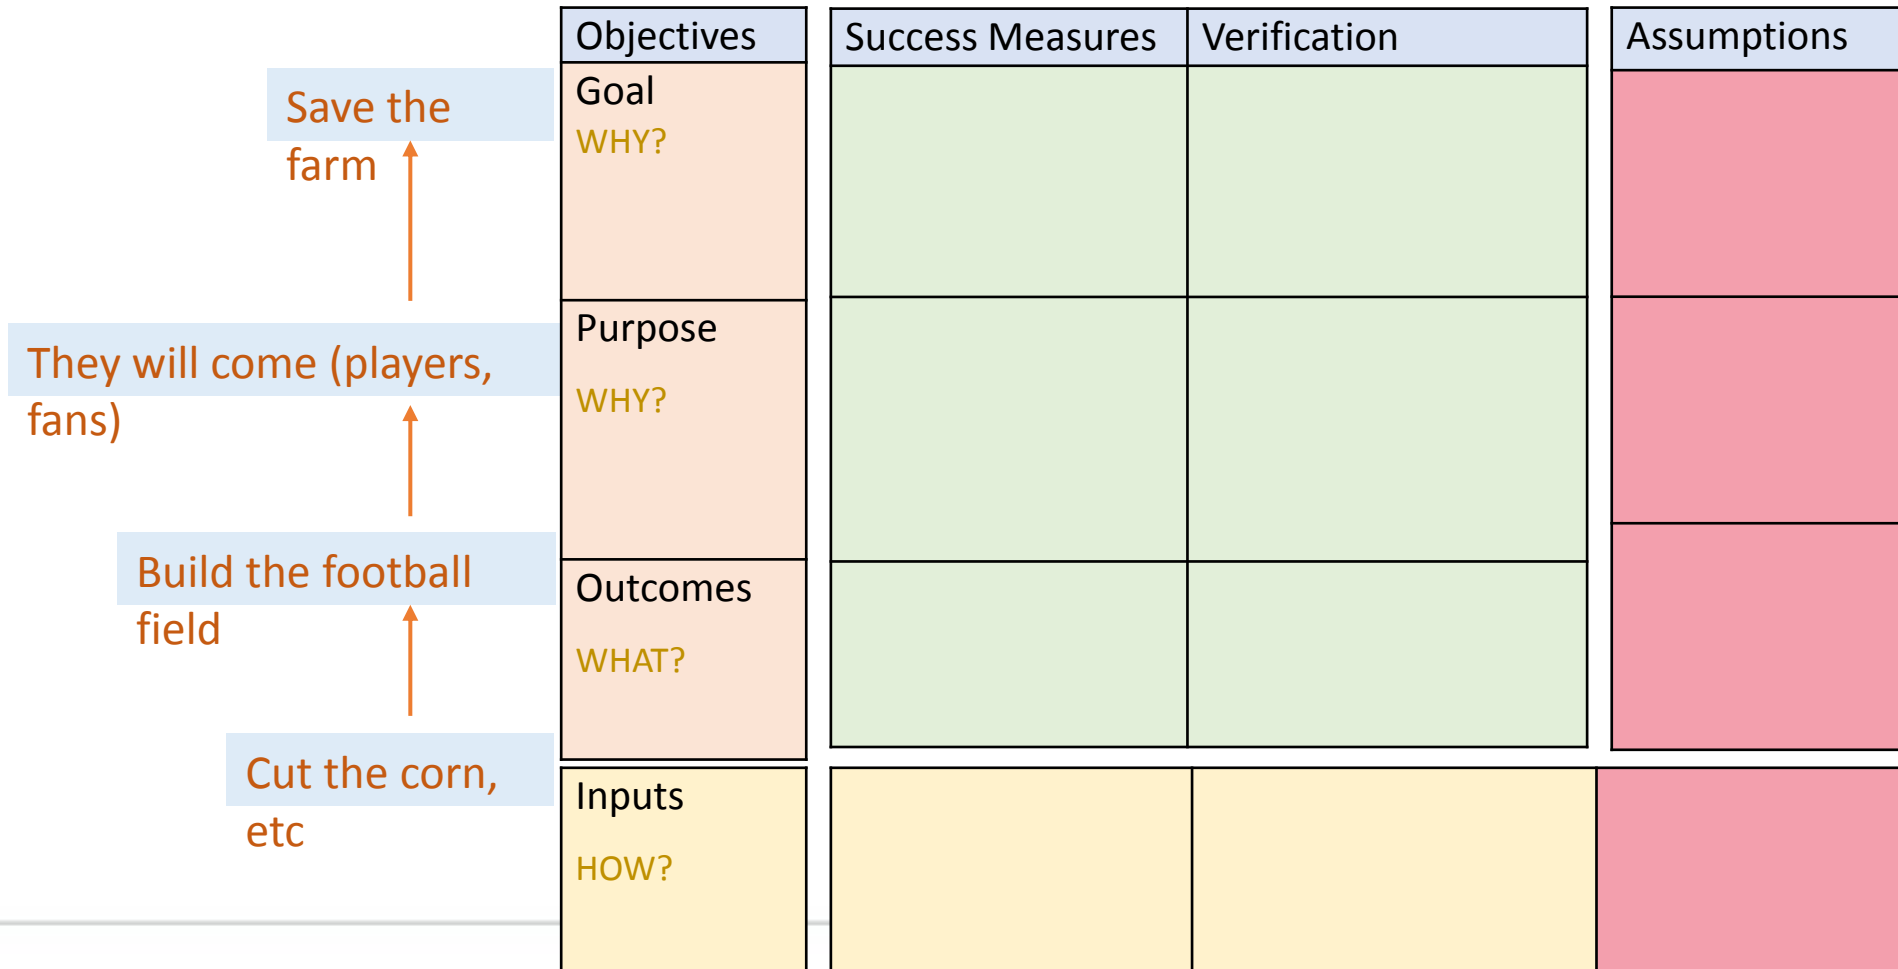 Objectives
Success Measures
Verification
Assumptions
Save the
farm
Goal
WHY?
They will come (players,
fans)
Purpose
WHY?
Build the football
field
Outcomes
WHAT?
Cut the corn,
etc
Inputs
HOW?